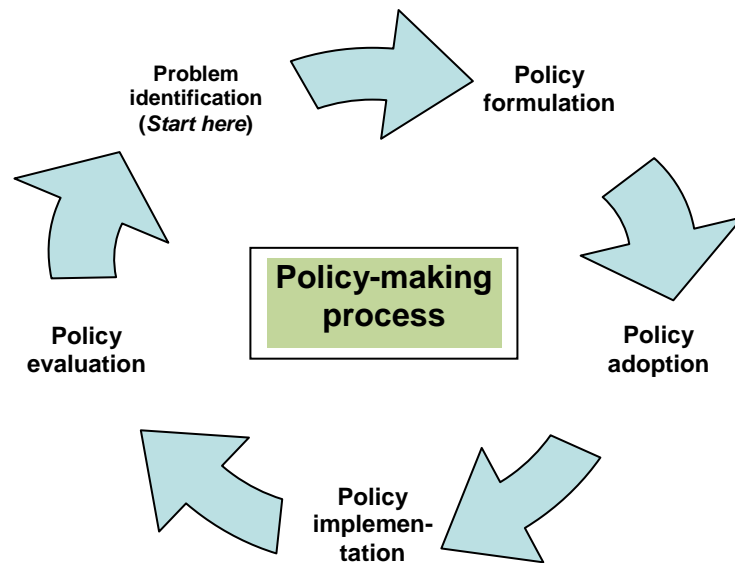 Problem
identification
(Start here)
Policy
formulation
Policy-making
process
Policy
evaluation
Policy
adoption
Policy
implemen-
tation